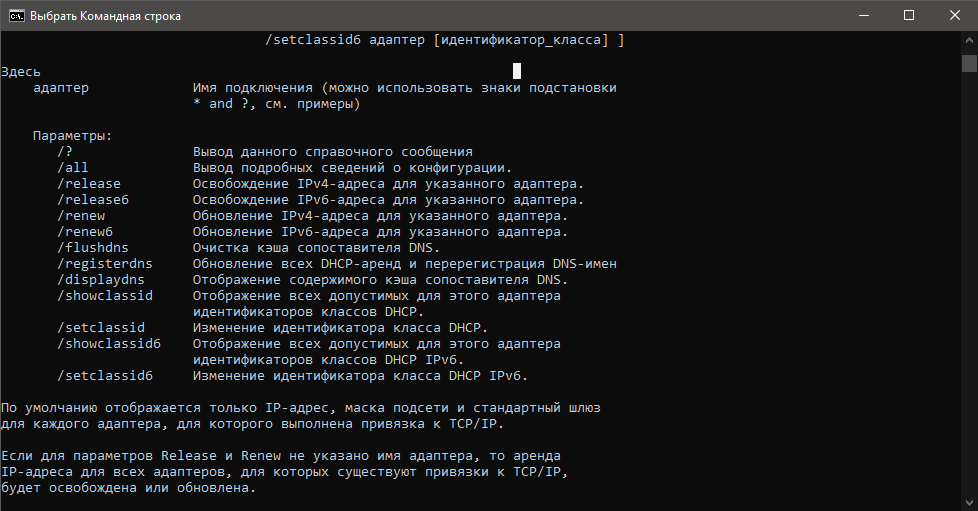 Выбрать Командная строка
/setclassid6 адаптер [идентификатор_класса] ]
Здесь
адаптер Имя подключения (можно использовать знаки подстановки
* and ?, см. примеры)
Параметры:
/? Вывод данного справочного сообщения
/all Вывод подробных сведений о конфигурации.
/release Освобождение IPv4-адреса для указанного адаптера.
/release6 Освобождение IPv6-адреса для указанного адаптера.
/renew Обновление IPv4-адреса для указанного адаптера.
/renew6 Обновление IPv6-адреса для указанного адаптера.
/flushdns Очистка кэша сопоставителя DNS.
/registerdns Обновление всех DHCP-аренд и перерегистрация DNS-имен
/displaydns Отображение содержимого кэша сопоставителя DNS.
/showclassid Отображение всех допустимых для этого адаптера
идентификаторов классов DHCP.
/setclassid Изменение идентификатора класса DHCP.
/showclassid6 Отображение всех допустимых для этого адаптера
идентификаторов классов DHCP IPv6.
/setclassid6 Изменение идентификатора класса DHCP IPv6.
По умолчанию отображается только IP-адрес, маска подсети и стандартный шлюз
для каждого адаптера, для которого выполнена привязка к TCP/IP.
Если для параметров Release и Renew не указано имя адаптера, то аренда
IP-адреса для всех адаптеров, для которых существуют привязки к TCP/IP,
будет освобождена или обновлена.